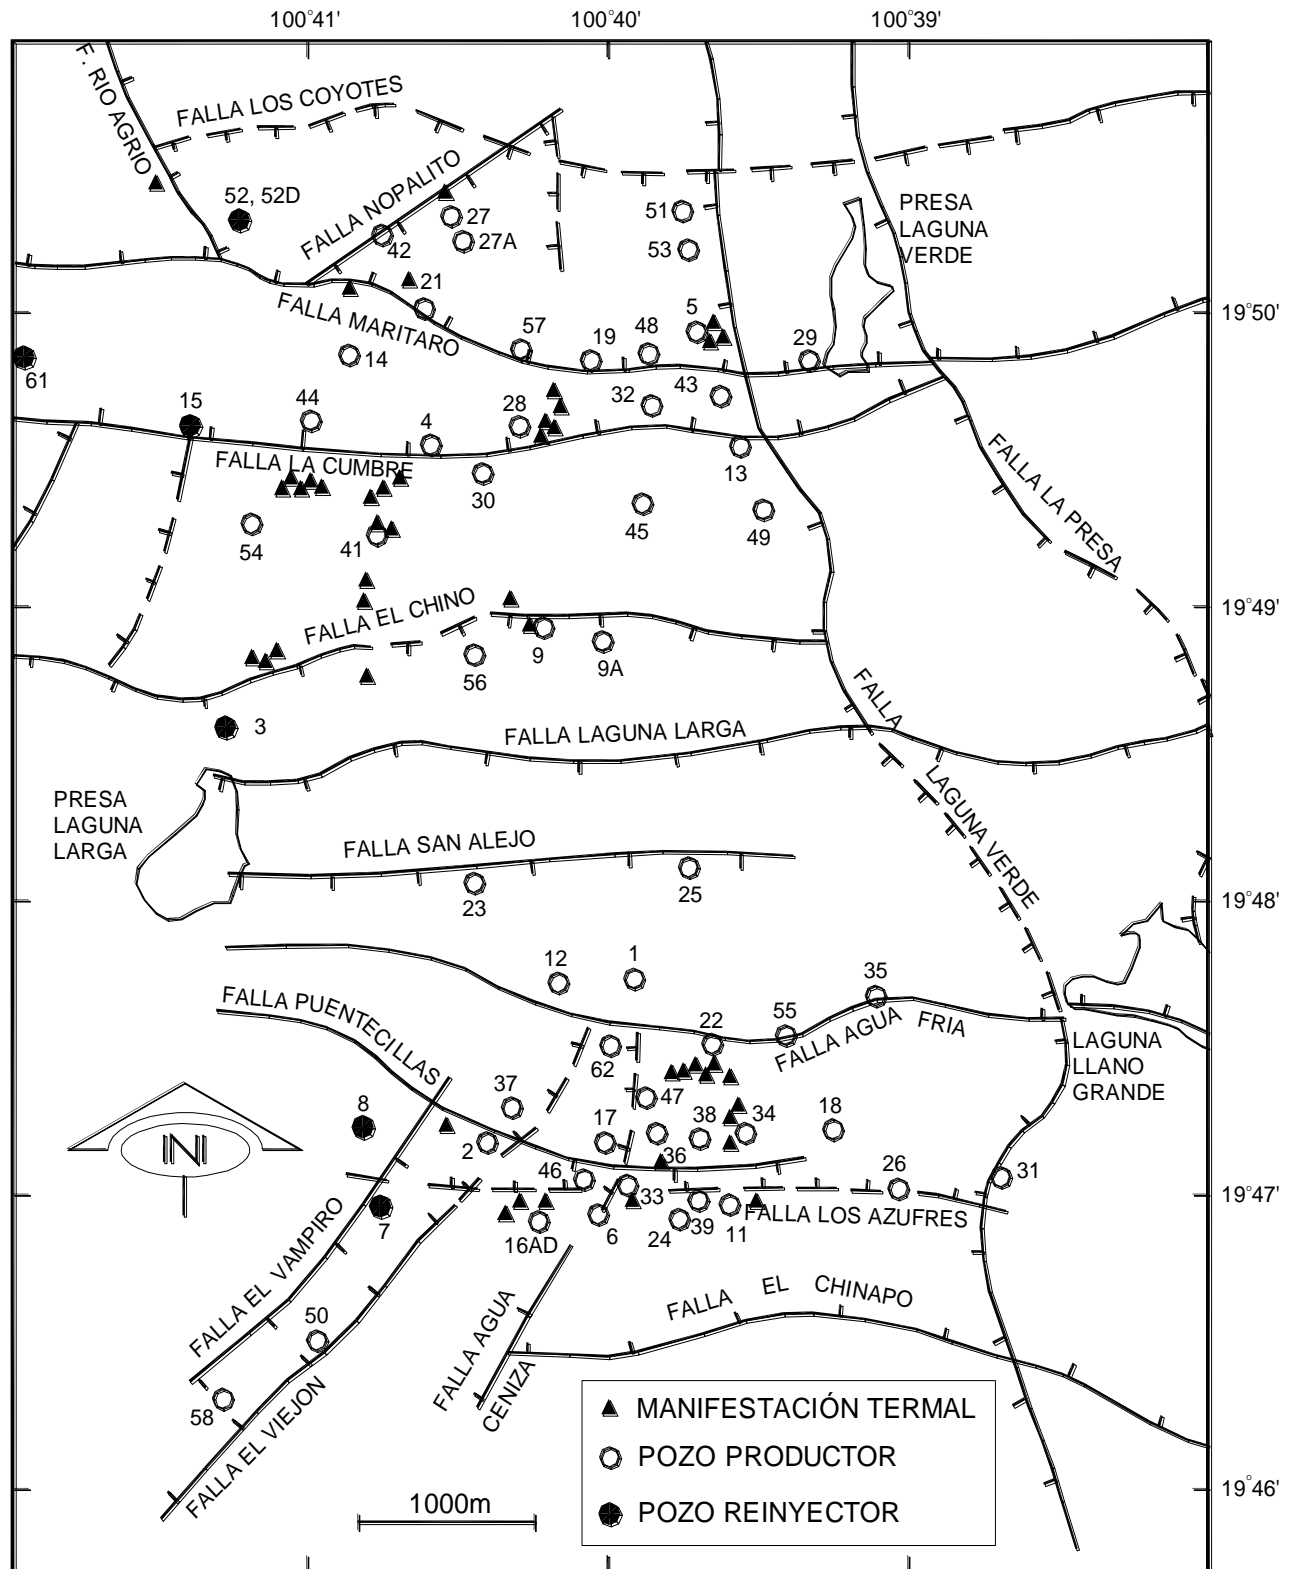 100°41'
100°40'
100°39'
F. RIO AGRIO
FALLA LOS COYOTES
FALLA NOPALITO
52, 52D
27
42
27A
51
53
PRESA
LAGUNA
VERDE
21
FALLA MARITARO
5
19°50'
57
19
48
29
14
61
32
43
15
44
4
28
13
FALLA LA CUMBRE
30
FALLA LA PRESA
54
41
45
49
19°49'
FALLA EL CHINO
9
9A
56
3
FALLA LAGUNA LARGA
FALLA
LAGUNA VERDE
PRESA
LAGUNA
LARGA
FALLA SAN ALEJO
23
25
19°48'
12
1
35
FALLA PUENTECILLAS
55
22
FALLA AGUA FRIA
62
LAGUNA
LLANO
GRANDE
37
47
8
17
38
34
18
2
36
46
26
31
33
19°47'
7
16AD
6
24
39
11
FALLA LOS AZUFRES
FALLA EL VAMPIRO
50
FALLA AGUA
CENIZA
FALLA EL CHINAPO
58
FALLA EL VIEJON
MANIFESTACIÓN TERMAL
POZO PRODUCTOR
POZO REINYECTOR
1000m
19°46'
N